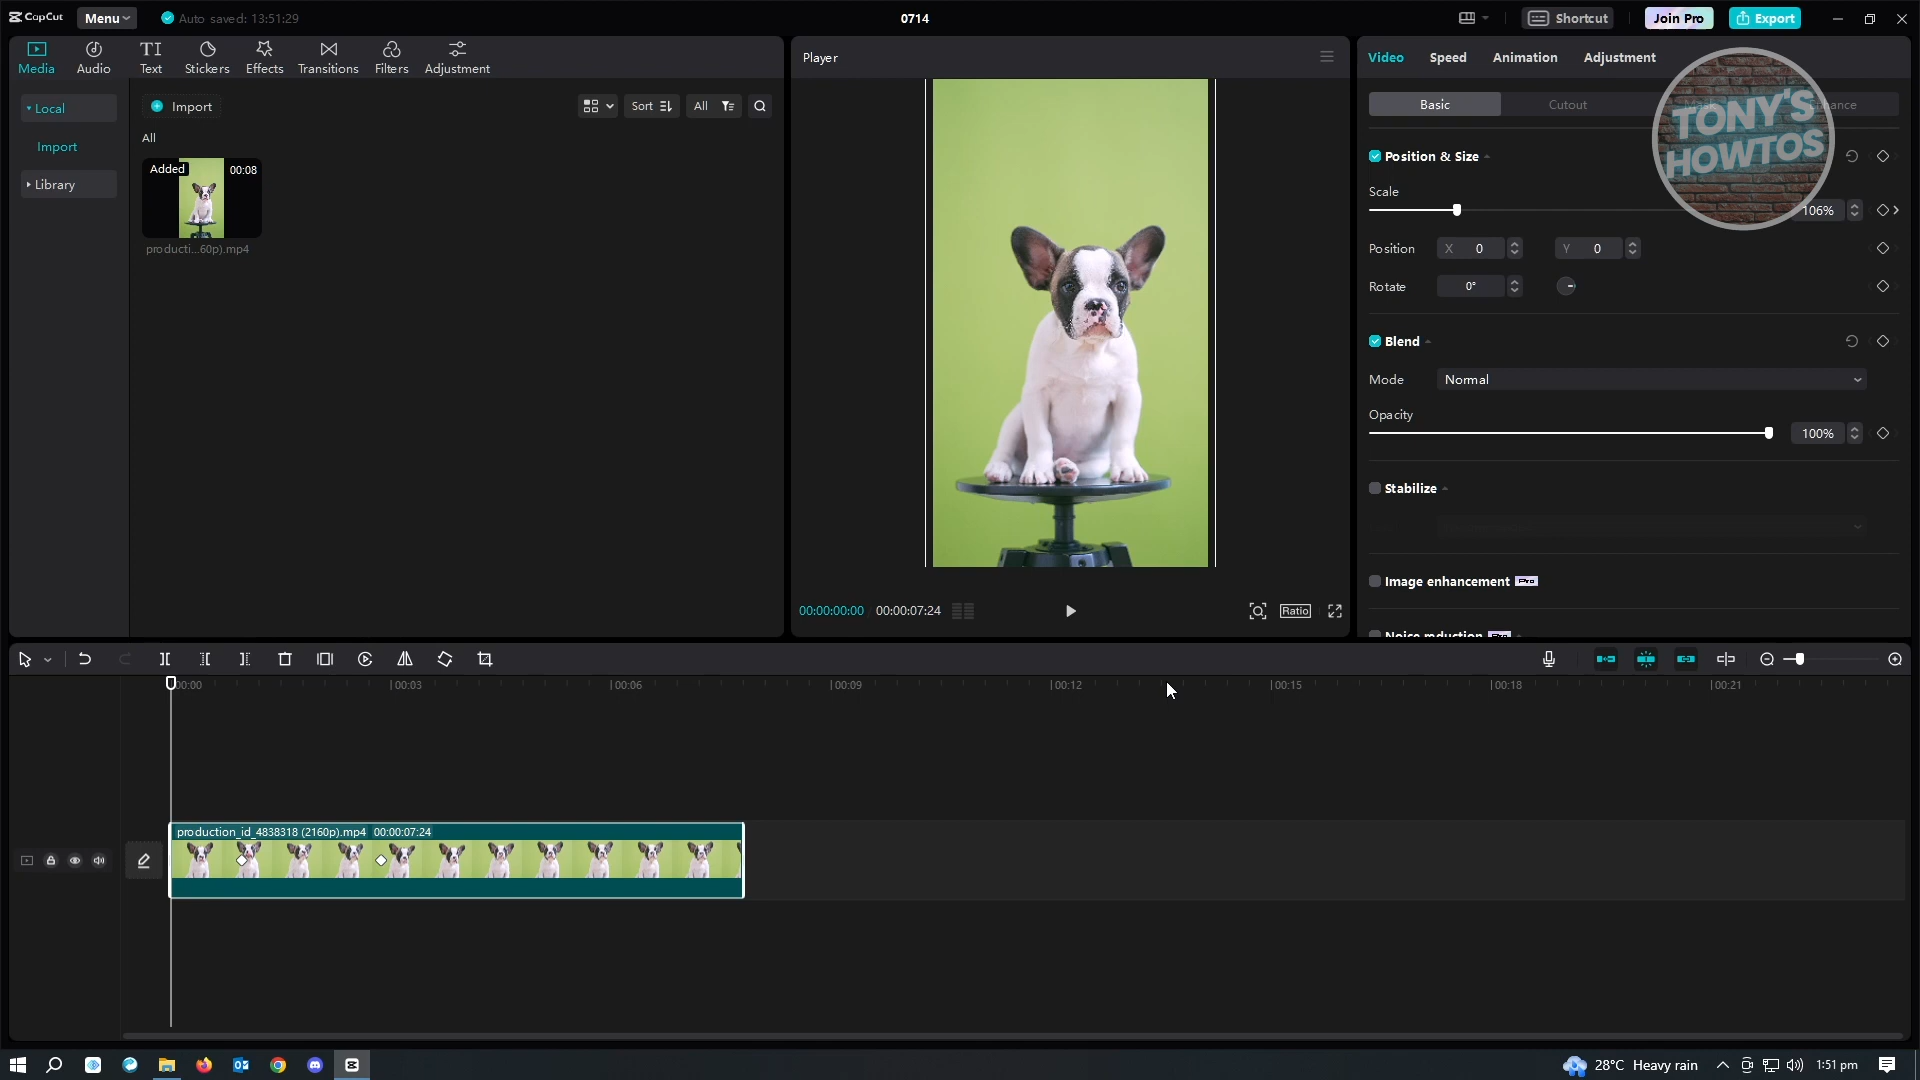 CapCut
Menu
Auto saved: 13:51:29
0714
Shortcut
Join Pro
Export
Media
Audio
Text
Stickers
Effects
Transitions
Filters
Adjustment
Local
Import
Library
Import
Sort
All
All
Added
00:08
producti...60p).mp4
Player
00:00:00:00
00:00:07:24
Ratio
Video
Speed
Animation
Adjustment
Basic
Cutout
TONY'S
HOWTOS
Position & Size
Scale
106%
Position
X 0
Y 0
Rotate
0°
Blend
Mode
Normal
Opacity
100%
Stabilize
Image enhancement Pro
Noise rduction Pro
00:00
00:03
00:06
00:09
00:12
00:15
00:18
00:21
production_id_4838318 (2160p).mp4 00:00:07:24
28°C Heavy rain
1:51 pm